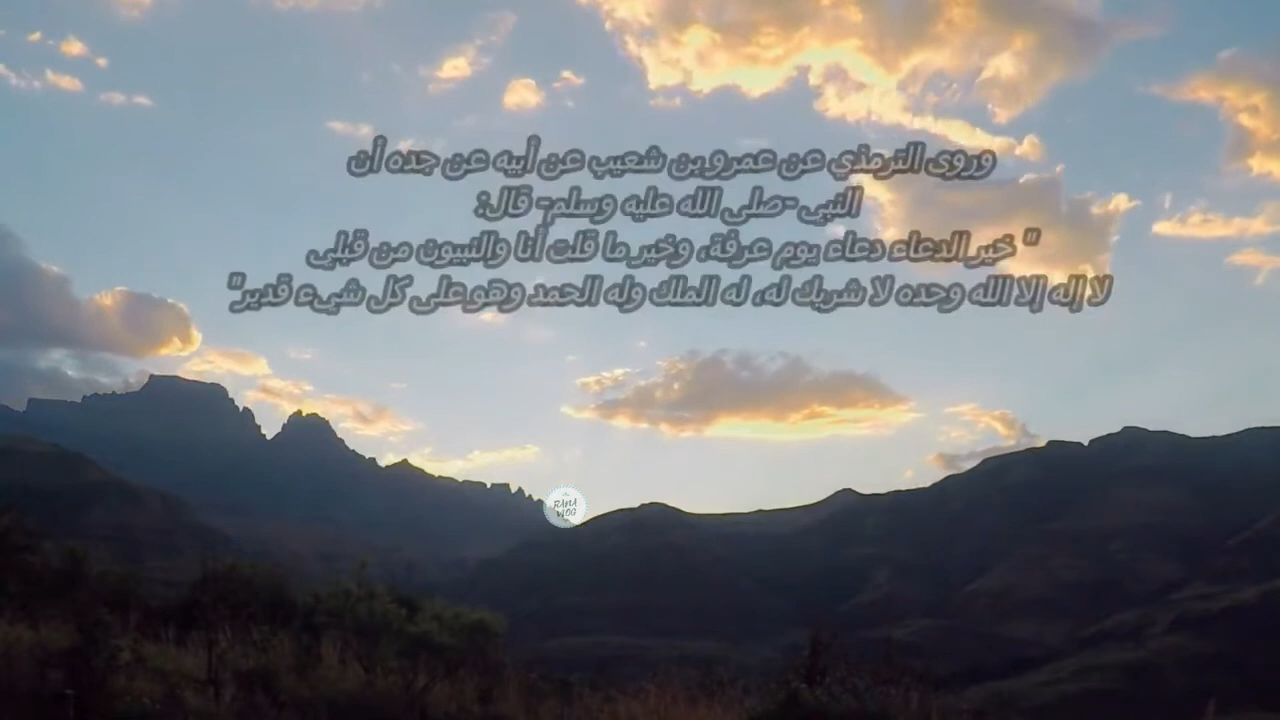 وروى الترمذي عن عمرو بن شعيب عن أبيه عن جده أن
النبي -صلى الله عليه وسلم- قال:
" خير الدعاء دعاء يوم عرفة، وخير ما قلت أنا والنبيون من قبلي
لا إله إلا الله وحده لا شريك له، له الملك وله الحمد وهو على كل شيء قدير"
RANA
VLOG